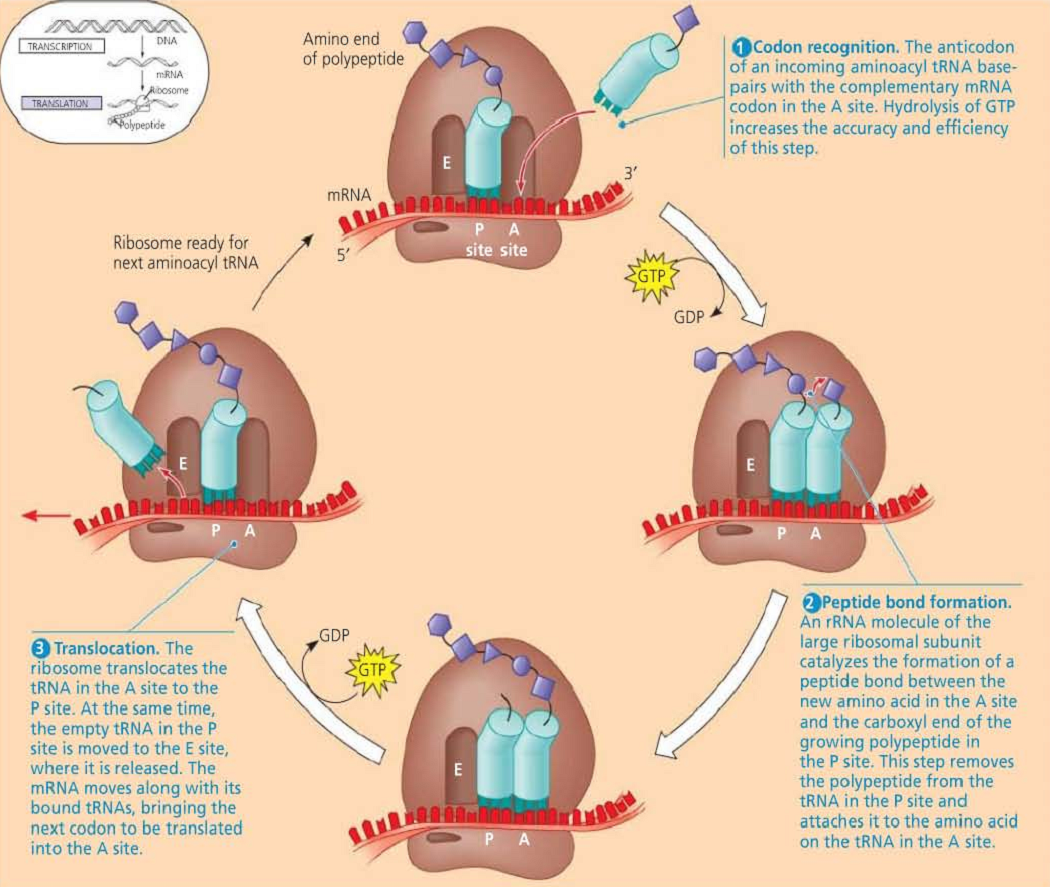 TRANSCRIPTION
DNA
mRNA
Ribosome
TRANSLATION
Polypeptide
Amino end
of polypeptide
1 Codon recognition. The anticodon
of an incoming aminoacyl tRNA base-
pairs with the complementary mRNA
codon in the A site. Hydrolysis of GTP
increases the accuracy and efficiency
of this step.
E
mRNA
3′
5′
P A
site site
Ribosome ready for
next aminoacyl tRNA
GTP
GDP
E
P A
E
P A
2 Peptide bond formation.
An rRNA molecule of the
large ribosomal subunit
catalyzes the formation of a
peptide bond between the
new amino acid in the A site
and the carboxyl end of the
growing polypeptide in
the P site. This step removes
the polypeptide from the
tRNA in the P site and
attaches it to the amino acid
on the tRNA in the A site.
3 Translocation. The
ribosome translocates the
tRNA in the A site to the
P site. At the same time,
the empty tRNA in the P
site is moved to the E site,
where it is released. The
mRNA moves along with its
bound tRNAs, bringing the
next codon to be translated
into the A site.
GDP
GTP
E
P A